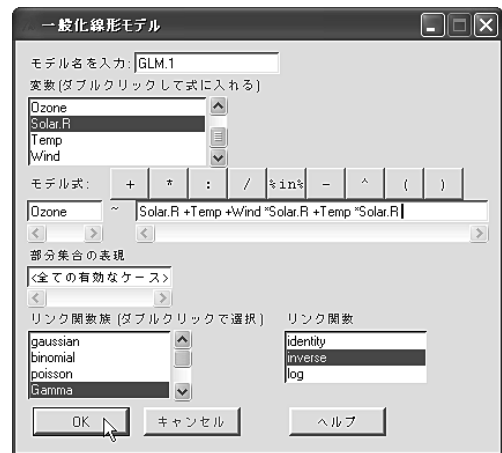 一般化線形モデル
モデル名を入力: GLM.1
変数(ダブルクリックして式に入れる)
Ozone
Solar.R
Temp
Wind
モデル式: + * : / %in% - ^ ( )
Ozone ~ Solar.R +Temp +Wind *Solar.R +Temp *Solar.R
部分集合の表現
<全ての有効なケース>
リンク関数族 (ダブルクリックで選択) リンク関数
gaussian identity
binomial inverse
poisson log
Gamma
OK キャンセル ヘルプ